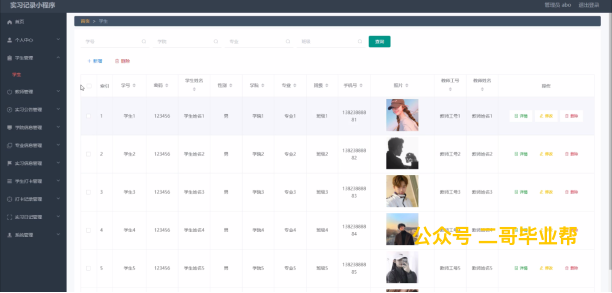 实习记录小程序
管理员 abo 退出登录
首页
个人中心
学生管理
学生
教师管理
实习公告管理
学院信息管理
专业信息管理
实习信息管理
学生打卡管理
打卡记录管理
实习日记管理
系统管理
首页 学生
学号 学院 专业 班级 查询
+ 新增 删除
索引 学号 密码 学生姓名 性别 学院 专业 班级 手机号 照片 教师工号 教师姓名 操作
1 学生1 123456 学生姓名1 男 学院1 专业1 班级1 13823888881 教师工号1 教师姓名1 详情 修改 删除
2 学生2 123456 学生姓名2 男 学院2 专业2 班级2 13823888882 教师工号2 教师姓名2 详情 修改 删除
3 学生3 123456 学生姓名3 男 学院3 专业3 班级3 13823888883 教师工号3 教师姓名3 详情 修改 删除
4 学生4 123456 学生姓名4 男 学院4 专业4 班级4 13823888884
公众号 二哥毕业帮
5 学生5 123456 学生姓名5 男 学院5 专业5 班级5 13823888885 教师工号5 教师姓名5 详情 修改 删除